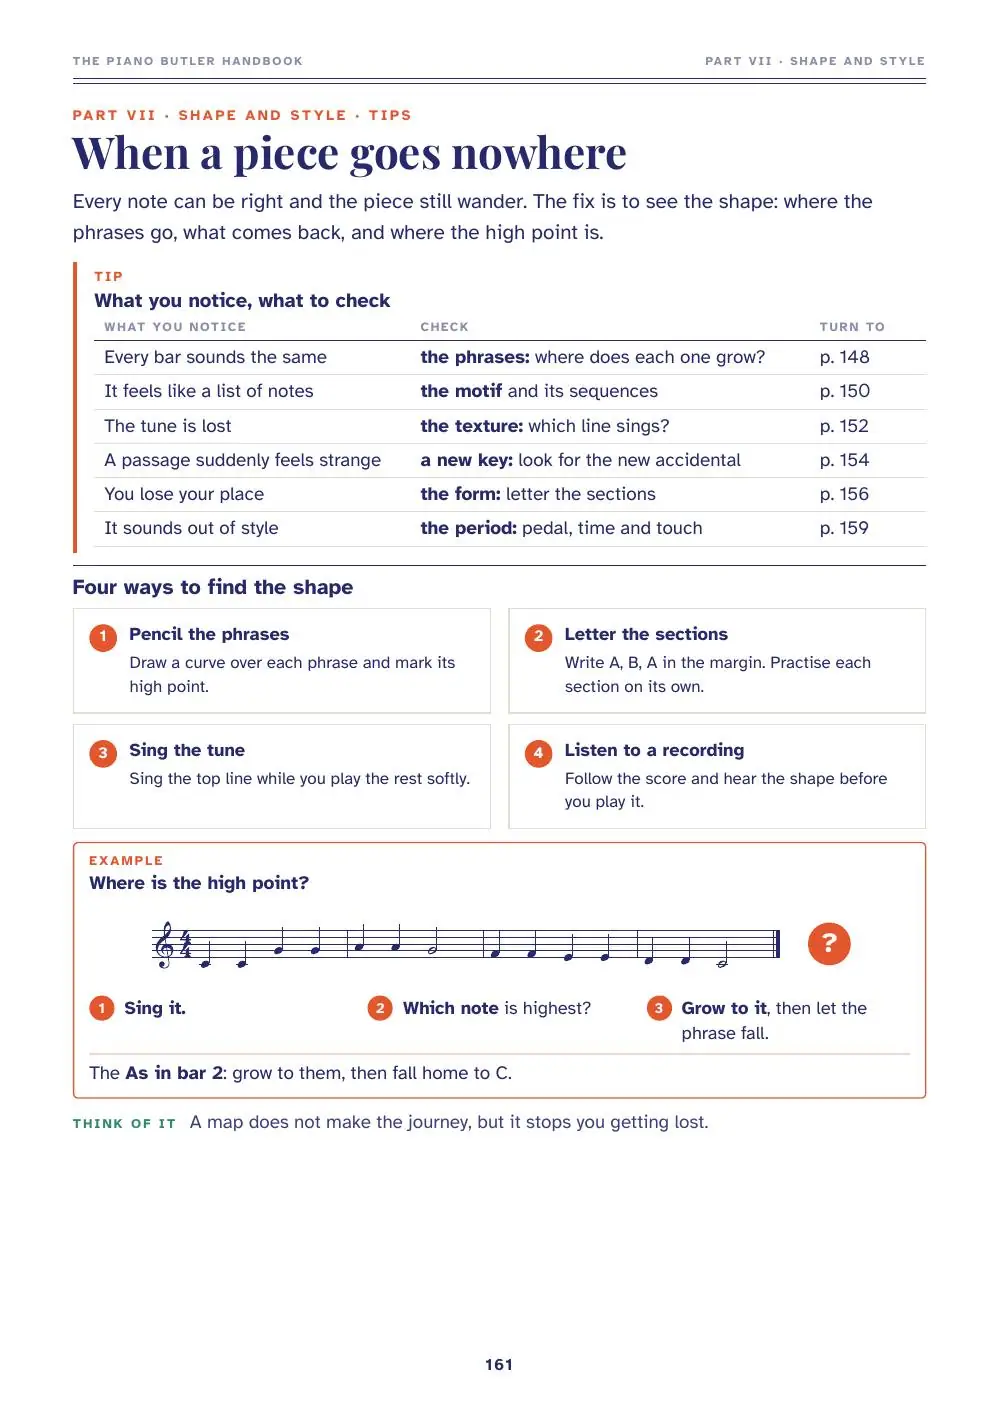 THE PIANO BUTLER HANDBOOK
PART VII · SHAPE AND STYLE
PART VII · SHAPE AND STYLE · TIPS
When a piece goes nowhere
Every note can be right and the piece still wander. The fix is to see the shape: where the
phrases go, what comes back, and where the high point is.
TIP
What you notice, what to check
WHAT YOU NOTICE CHECK TURN TO
Every bar sounds the same the phrases: where does each one grow? p. 148
It feels like a list of notes the motif and its sequences p. 150
The tune is lost the texture: which line sings? p. 152
A passage suddenly feels strange a new key: look for the new accidental p. 154
You lose your place the form: letter the sections p. 156
It sounds out of style the period: pedal, time and touch p. 159
Four ways to find the shape
1 Pencil the phrases
Draw a curve over each phrase and mark its
high point.
2 Letter the sections
Write A, B, A in the margin. Practise each
section on its own.
3 Sing the tune
Sing the top line while you play the rest softly.
4 Listen to a recording
Follow the score and hear the shape before
you play it.
EXAMPLE
Where is the high point?
4
4
?
1 Sing it.
2 Which note is highest?
3 Grow to it, then let the
phrase fall.
The As in bar 2: grow to them, then fall home to C.
THINK OF IT A map does not make the journey, but it stops you getting lost.
161